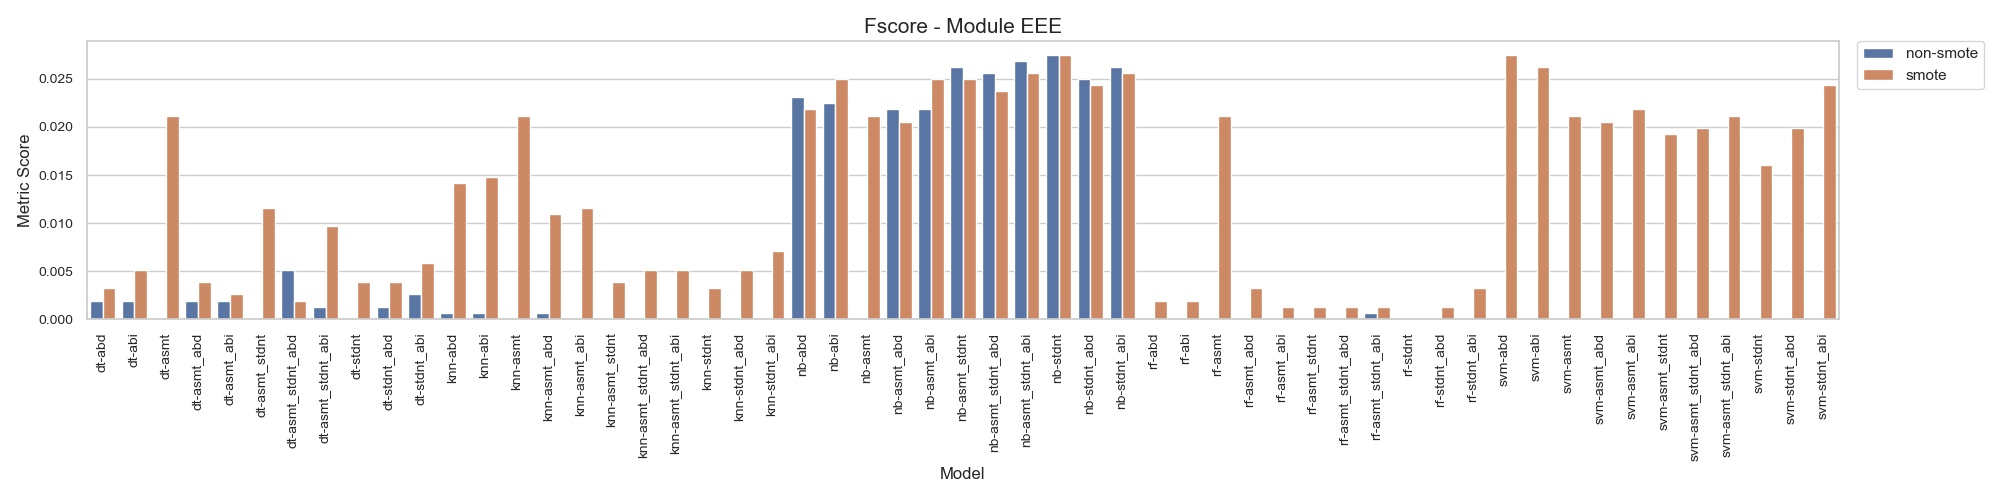 Fscore - Module EEE
non-smote
smote
Metric Score
0.025
0.020
0.015
0.010
0.005
0.000
dt-abd
dt-abi
dt-asmt
dt-asmt_abd
dt-asmt_abi
dt-asmt_stdnt
dt-asmt_stdnt_abd
dt-asmt_stdnt_abi
dt-stdnt
dt-stdnt_abd
dt-stdnt_abi
knn-abd
knn-abi
knn-asmt
knn-asmt_abd
knn-asmt_abi
knn-asmt_stdnt
knn-asmt_stdnt_abd
knn-asmt_stdnt_abi
knn-stdnt
knn-stdnt_abd
knn-stdnt_abi
nb-abd
nb-abi
nb-asmt
nb-asmt_abd
nb-asmt_abi
nb-asmt_stdnt
nb-asmt_stdnt_abd
nb-asmt_stdnt_abi
nb-stdnt
nb-stdnt_abd
nb-stdnt_abi
rf-abd
rf-abi
rf-asmt
rf-asmt_abd
rf-asmt_abi
rf-asmt_stdnt
rf-asmt_stdnt_abd
rf-asmt_stdnt_abi
rf-stdnt
rf-stdnt_abd
rf-stdnt_abi
svm-abd
svm-abi
svm-asmt
svm-asmt_abd
svm-asmt_abi
svm-asmt_stdnt
svm-asmt_stdnt_abd
svm-asmt_stdnt_abi
svm-stdnt
svm-stdnt_abd
svm-stdnt_abi
Model